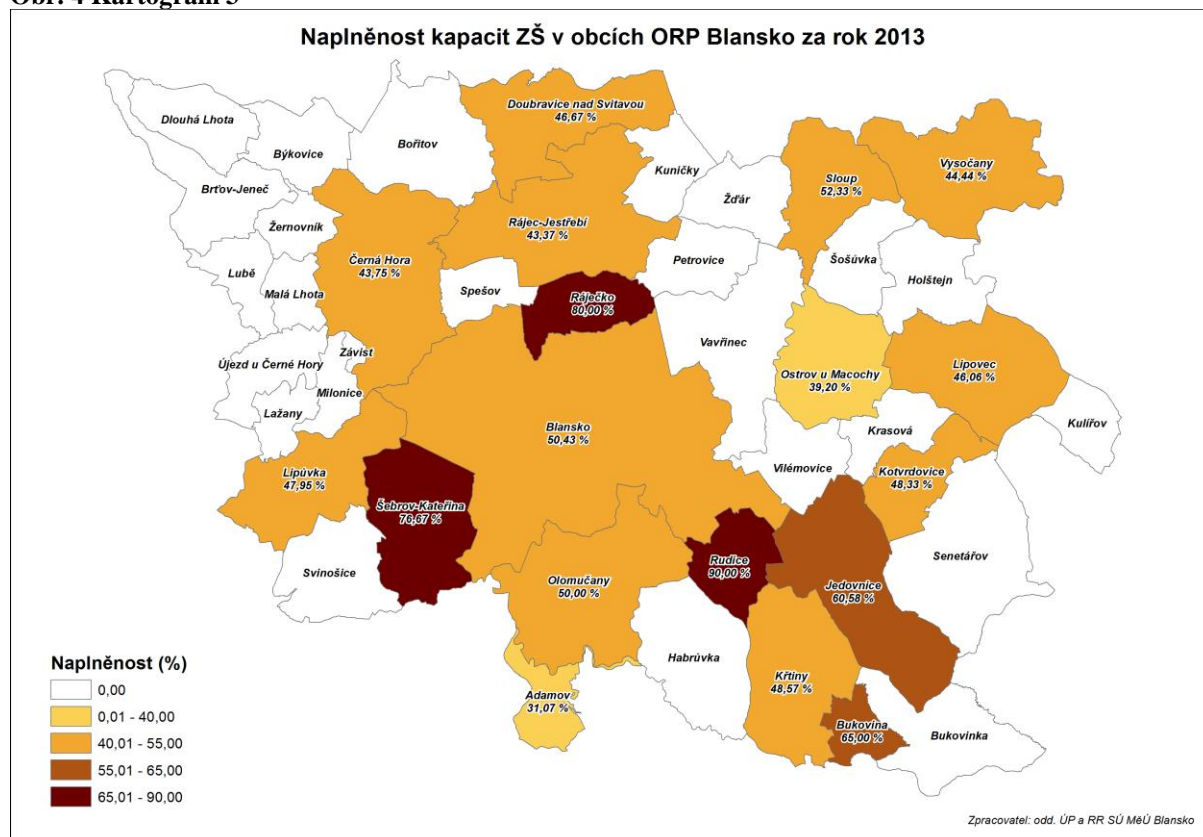 Obr. 4 Kartogram 3
Naplněnost kapacit ZŠ v obcích ORP Blansko za rok 2013
Doubravice nad Svitavou
46,67 %
Dlouhá Lhota
Býkovice
Bořitov
Kuničky
Sloup
52,33 %
Vysočany
44,44 %
Brťov-Jeneč
Žďár
Žernovník
Rájec-Jestřebí
43,37 %
Černá Hora
43,75 %
Petrovice
Šošůvka
Holštejn
Lubě
Malá Lhota
Spešov
Ráječko
80,00 %
Vavřinec
Závist
Újezd u Černé Hory
Ostrov u Macochy
39,20 %
Lipovec
46,06 %
Milonice
Lažany
Blansko
50,43 %
Krasová
Kulířov
Vilémovice
Lipůvka
47,95 %
Kotvrdovice
48,33 %
Šebrov-Kateřina
76,67 %
Senetářov
Svinošice
Rudice
90,00 %
Olomučany
50,00 %
Jedovnice
60,58 %
Habrůvka
Křtiny
48,57 %
Adamov
31,07 %
Bukovina
65,00 %
Bukovinka
Naplněnost (%)
0,00
0,01 - 40,00
40,01 - 55,00
55,01 - 65,00
65,01 - 90,00
Zpracovatel: odd. ÚP a RR SÚ MěÚ Blansko